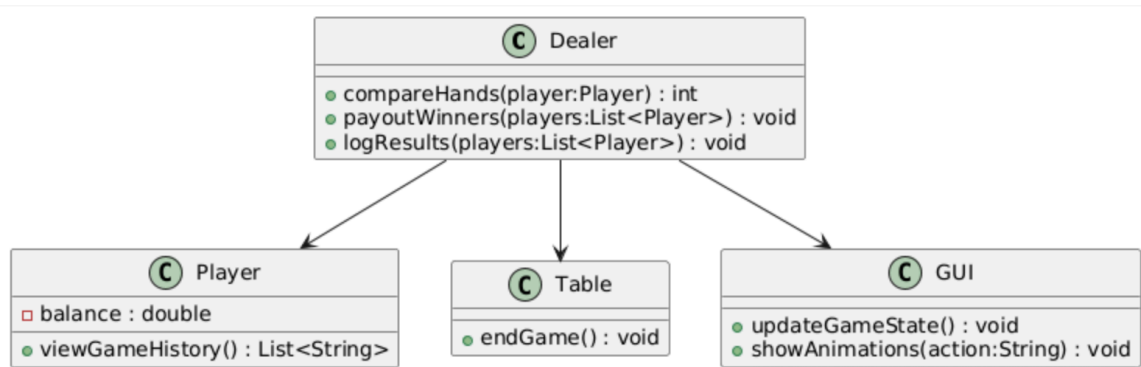 C Dealer
compareHands(player:Player) : int
payoutWinners(players:List<Player>) : void
logResults(players:List<Player>) : void
C Player
balance : double
viewGameHistory() : List<String>
C Table
endGame() : void
C GUI
updateGameState() : void
showAnimations(action:String) : void